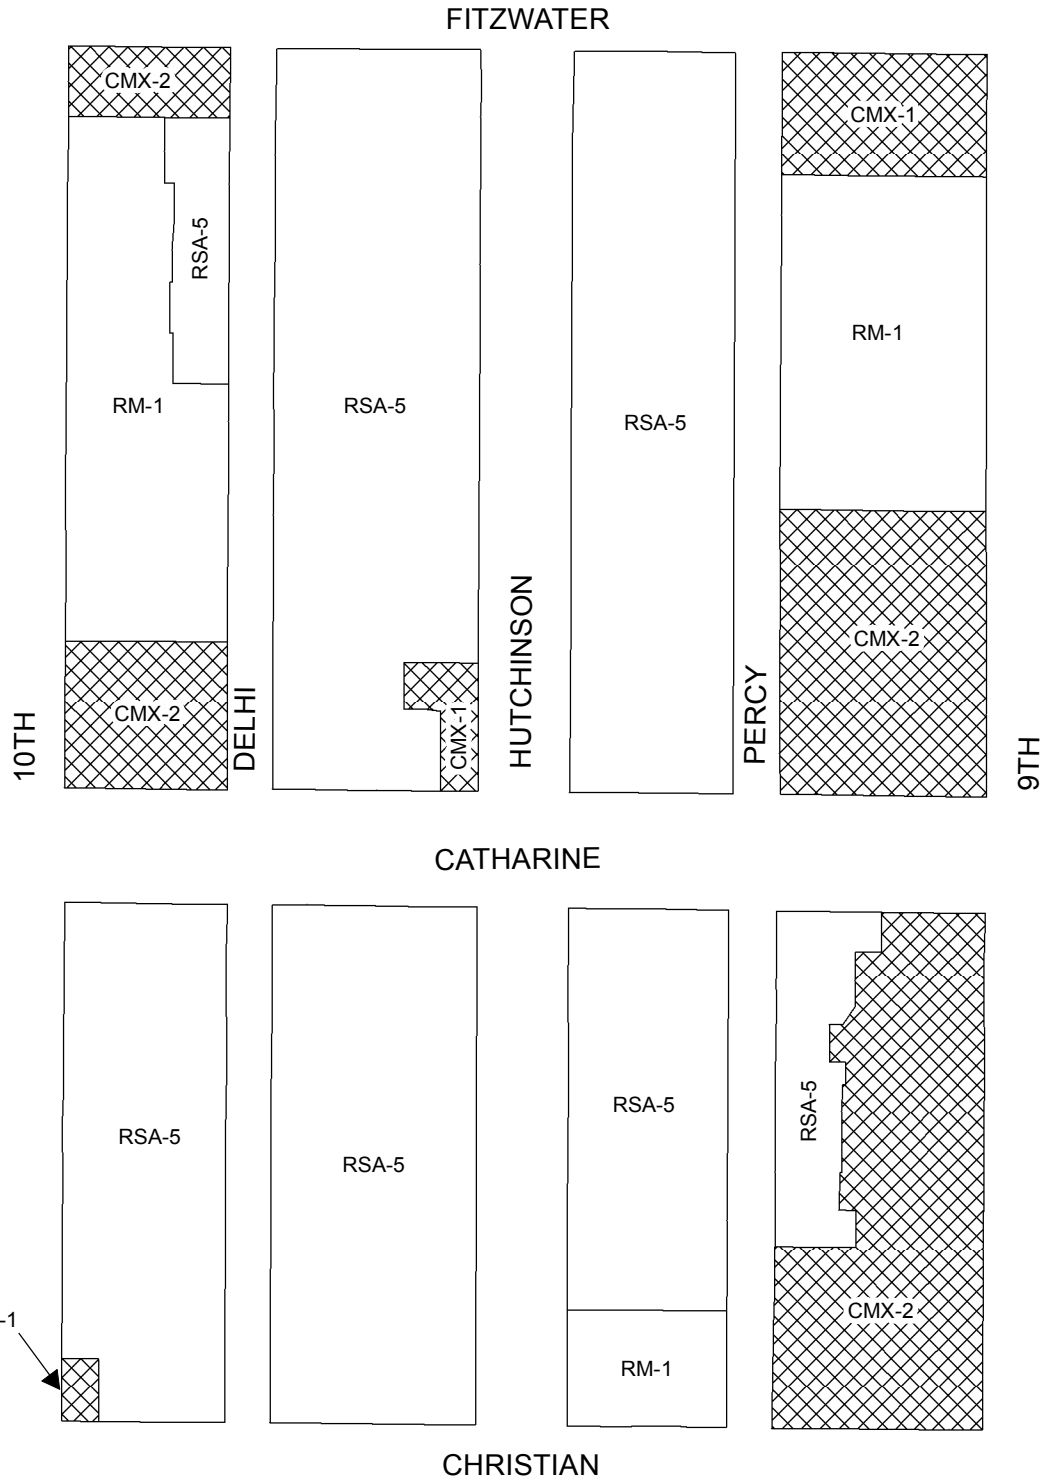 FITZWATER
CMX-2
CMX-1
RSA-5
RM-1
RM-1
RSA-5
RSA-5
CMX-2
CMX-2
CMX-1
10TH
DELHI
HUTCHINSON
PERCY
9TH
CATHARINE
RSA-5
RSA-5
RSA-5
RSA-5
CMX-2
-1
RM-1
CHRISTIAN